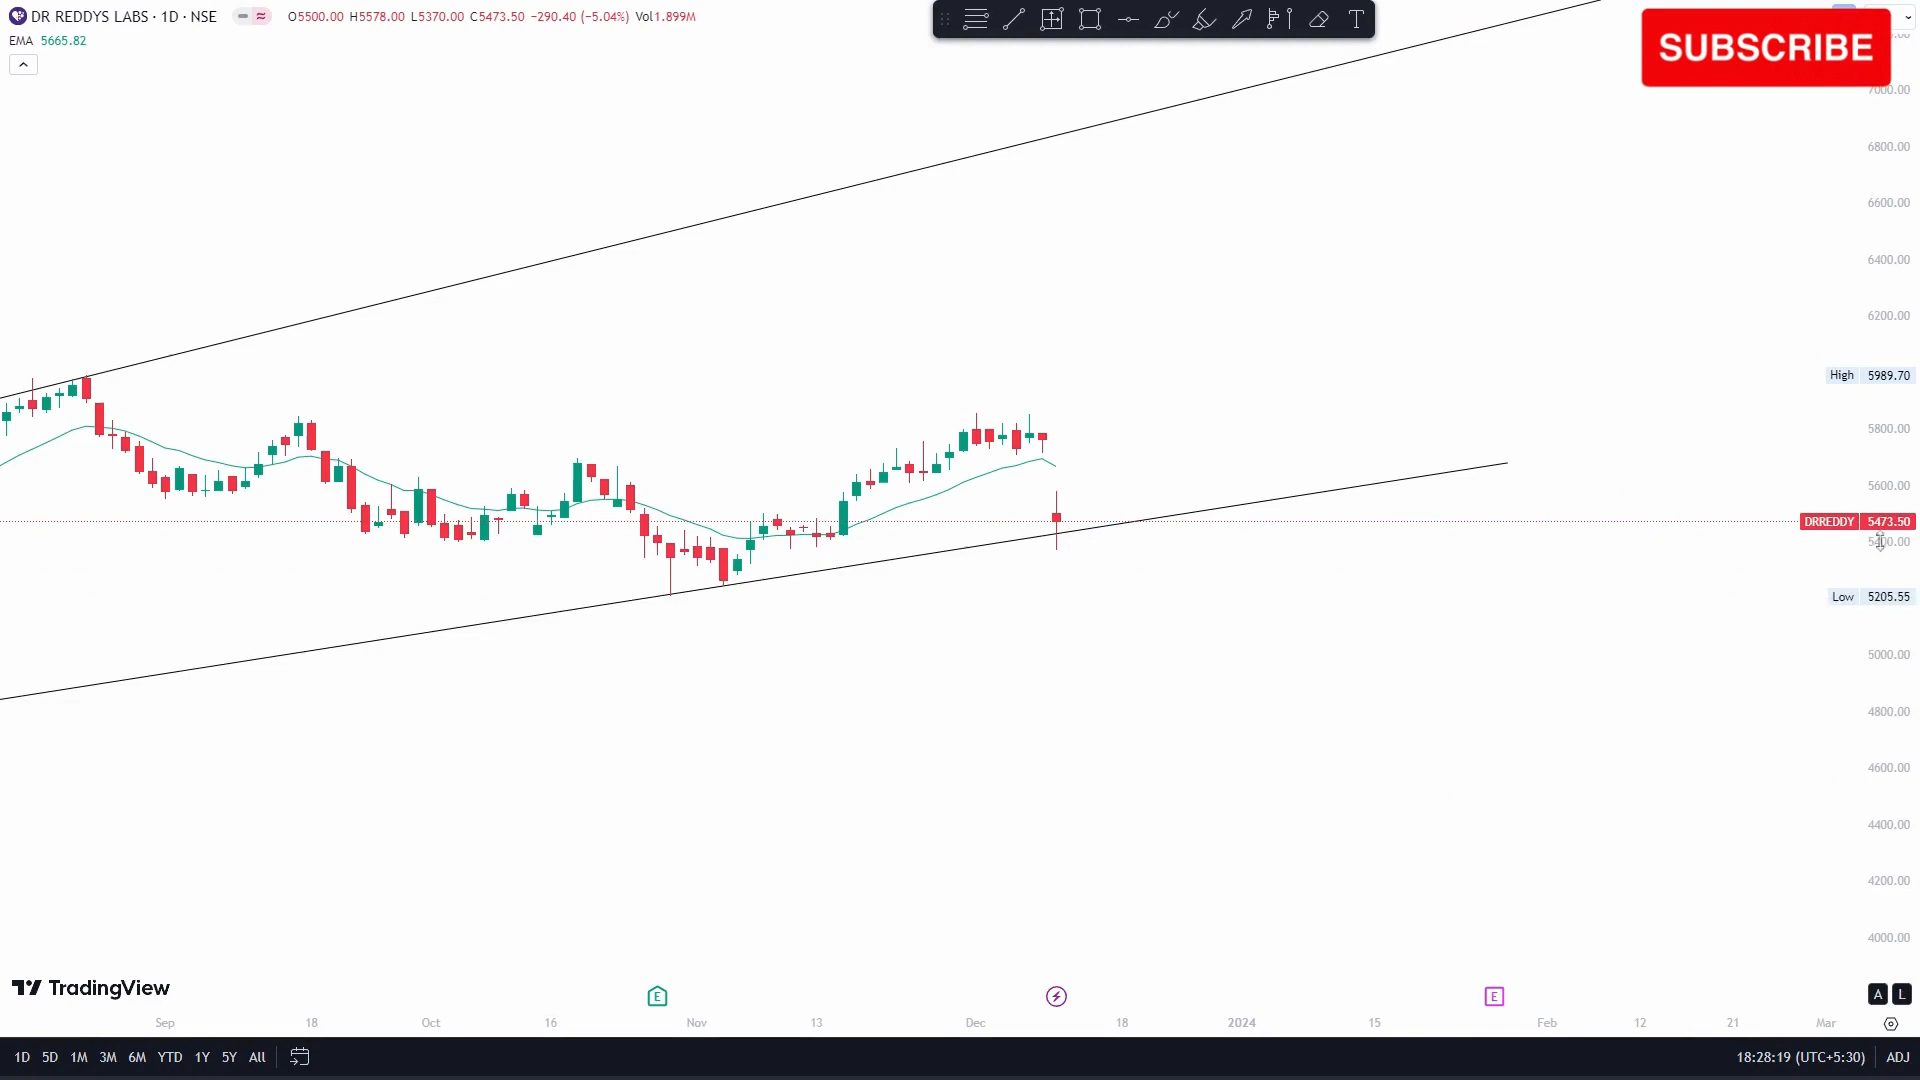 DR REDDYS LABS · 1D · NSE O5500.00 H5578.00 L5370.00 C5473.50 −290.40 (−5.04%) Vol1.899M
EMA 5665.82
SUBSCRIBE
7000.00
6800.00
6600.00
6400.00
6200.00
High 5989.70
5800.00
5600.00
DRREDDY 5473.50
5400.00
Low 5205.55
5000.00
4800.00
4600.00
4400.00
4200.00
4000.00
TradingView
E
E
A L
Sep 18 Oct 16 Nov 13 Dec 18 2024 15 Feb 12 21 Mar
1D 5D 1M 3M 6M YTD 1Y 5Y All 18:28:19 (UTC+5:30) ADJ